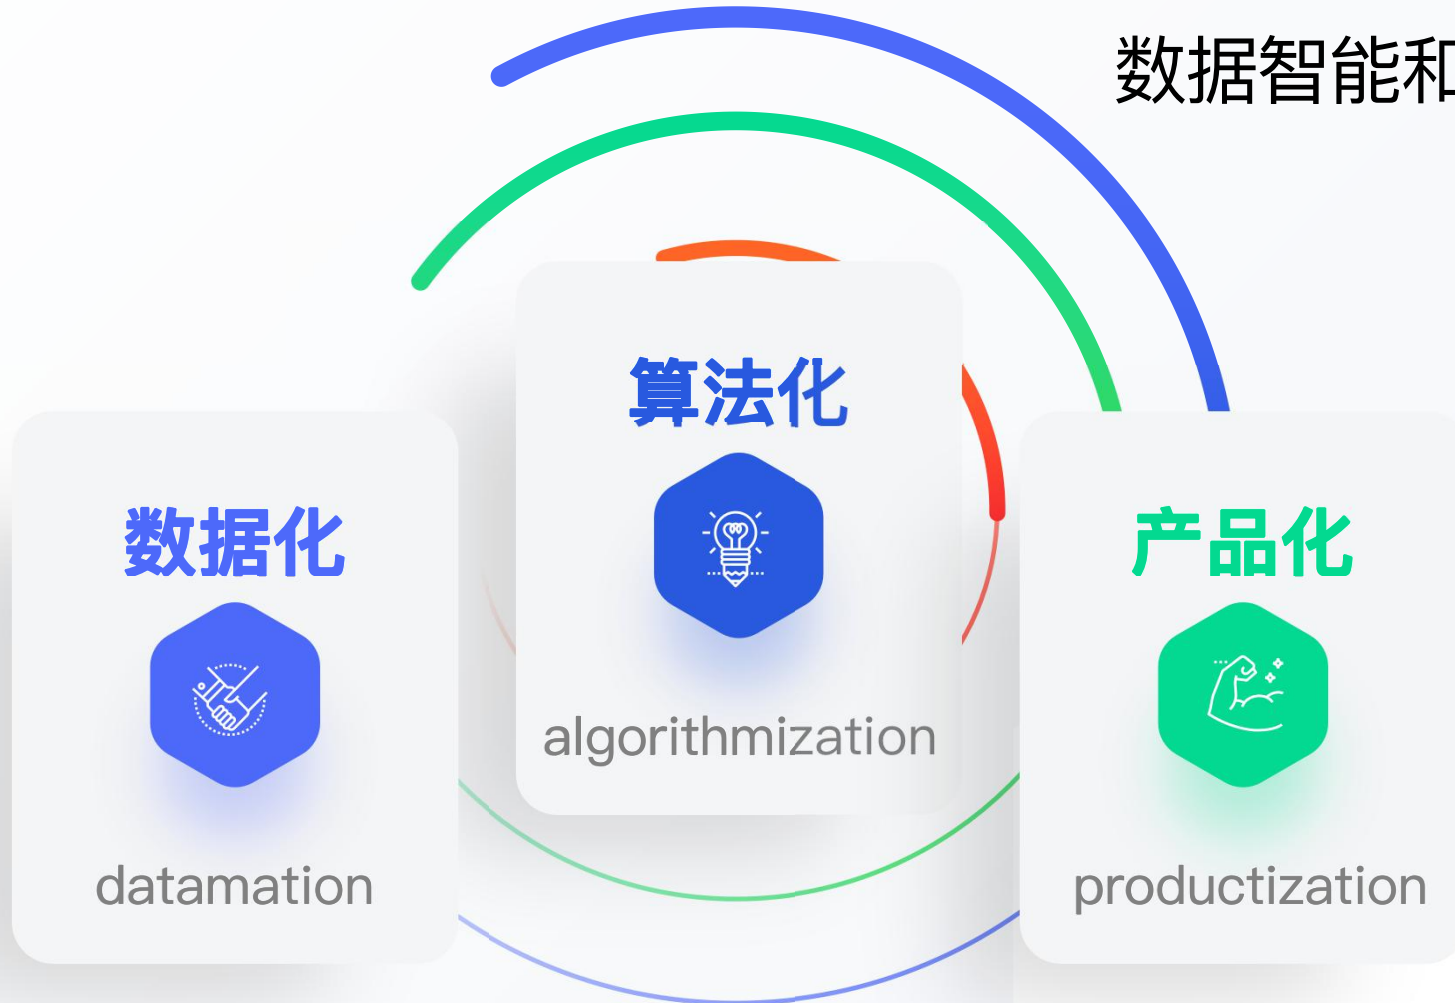 数据智能和
算法化
algorithmization
数据化
datamation
产品化
productization